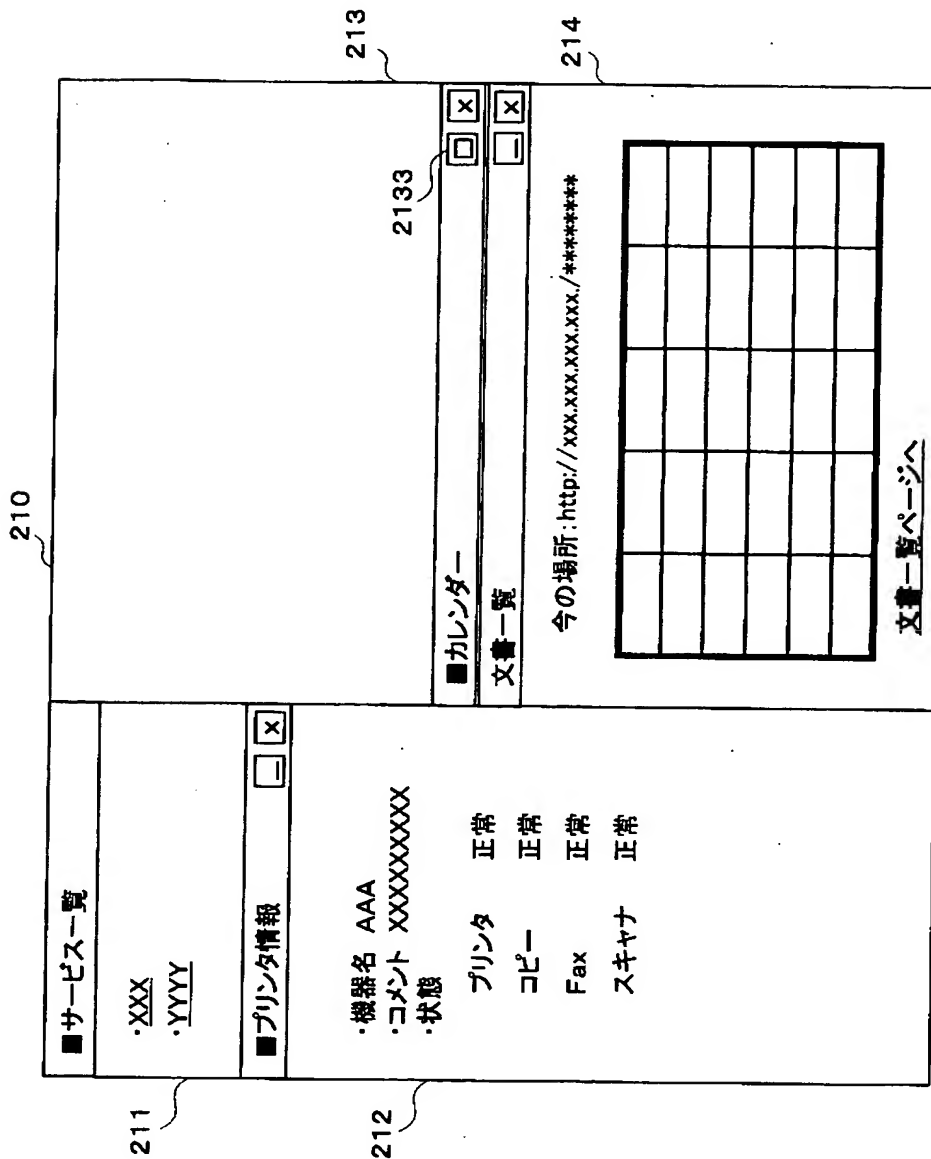 210
211
■サービス一覧
・XXX
・YYYY
■プリンタ情報
212
・機器名 AAA
・コメント XXXXXXXXX
・状態
プリンタ 正常
コピー 正常
Fax 正常
スキャナ 正常
213
2133
■カレンダー
文書一覧
214
今の場所:http://xxx.xxx.xxx.xxx./********
文書一覧ページへ